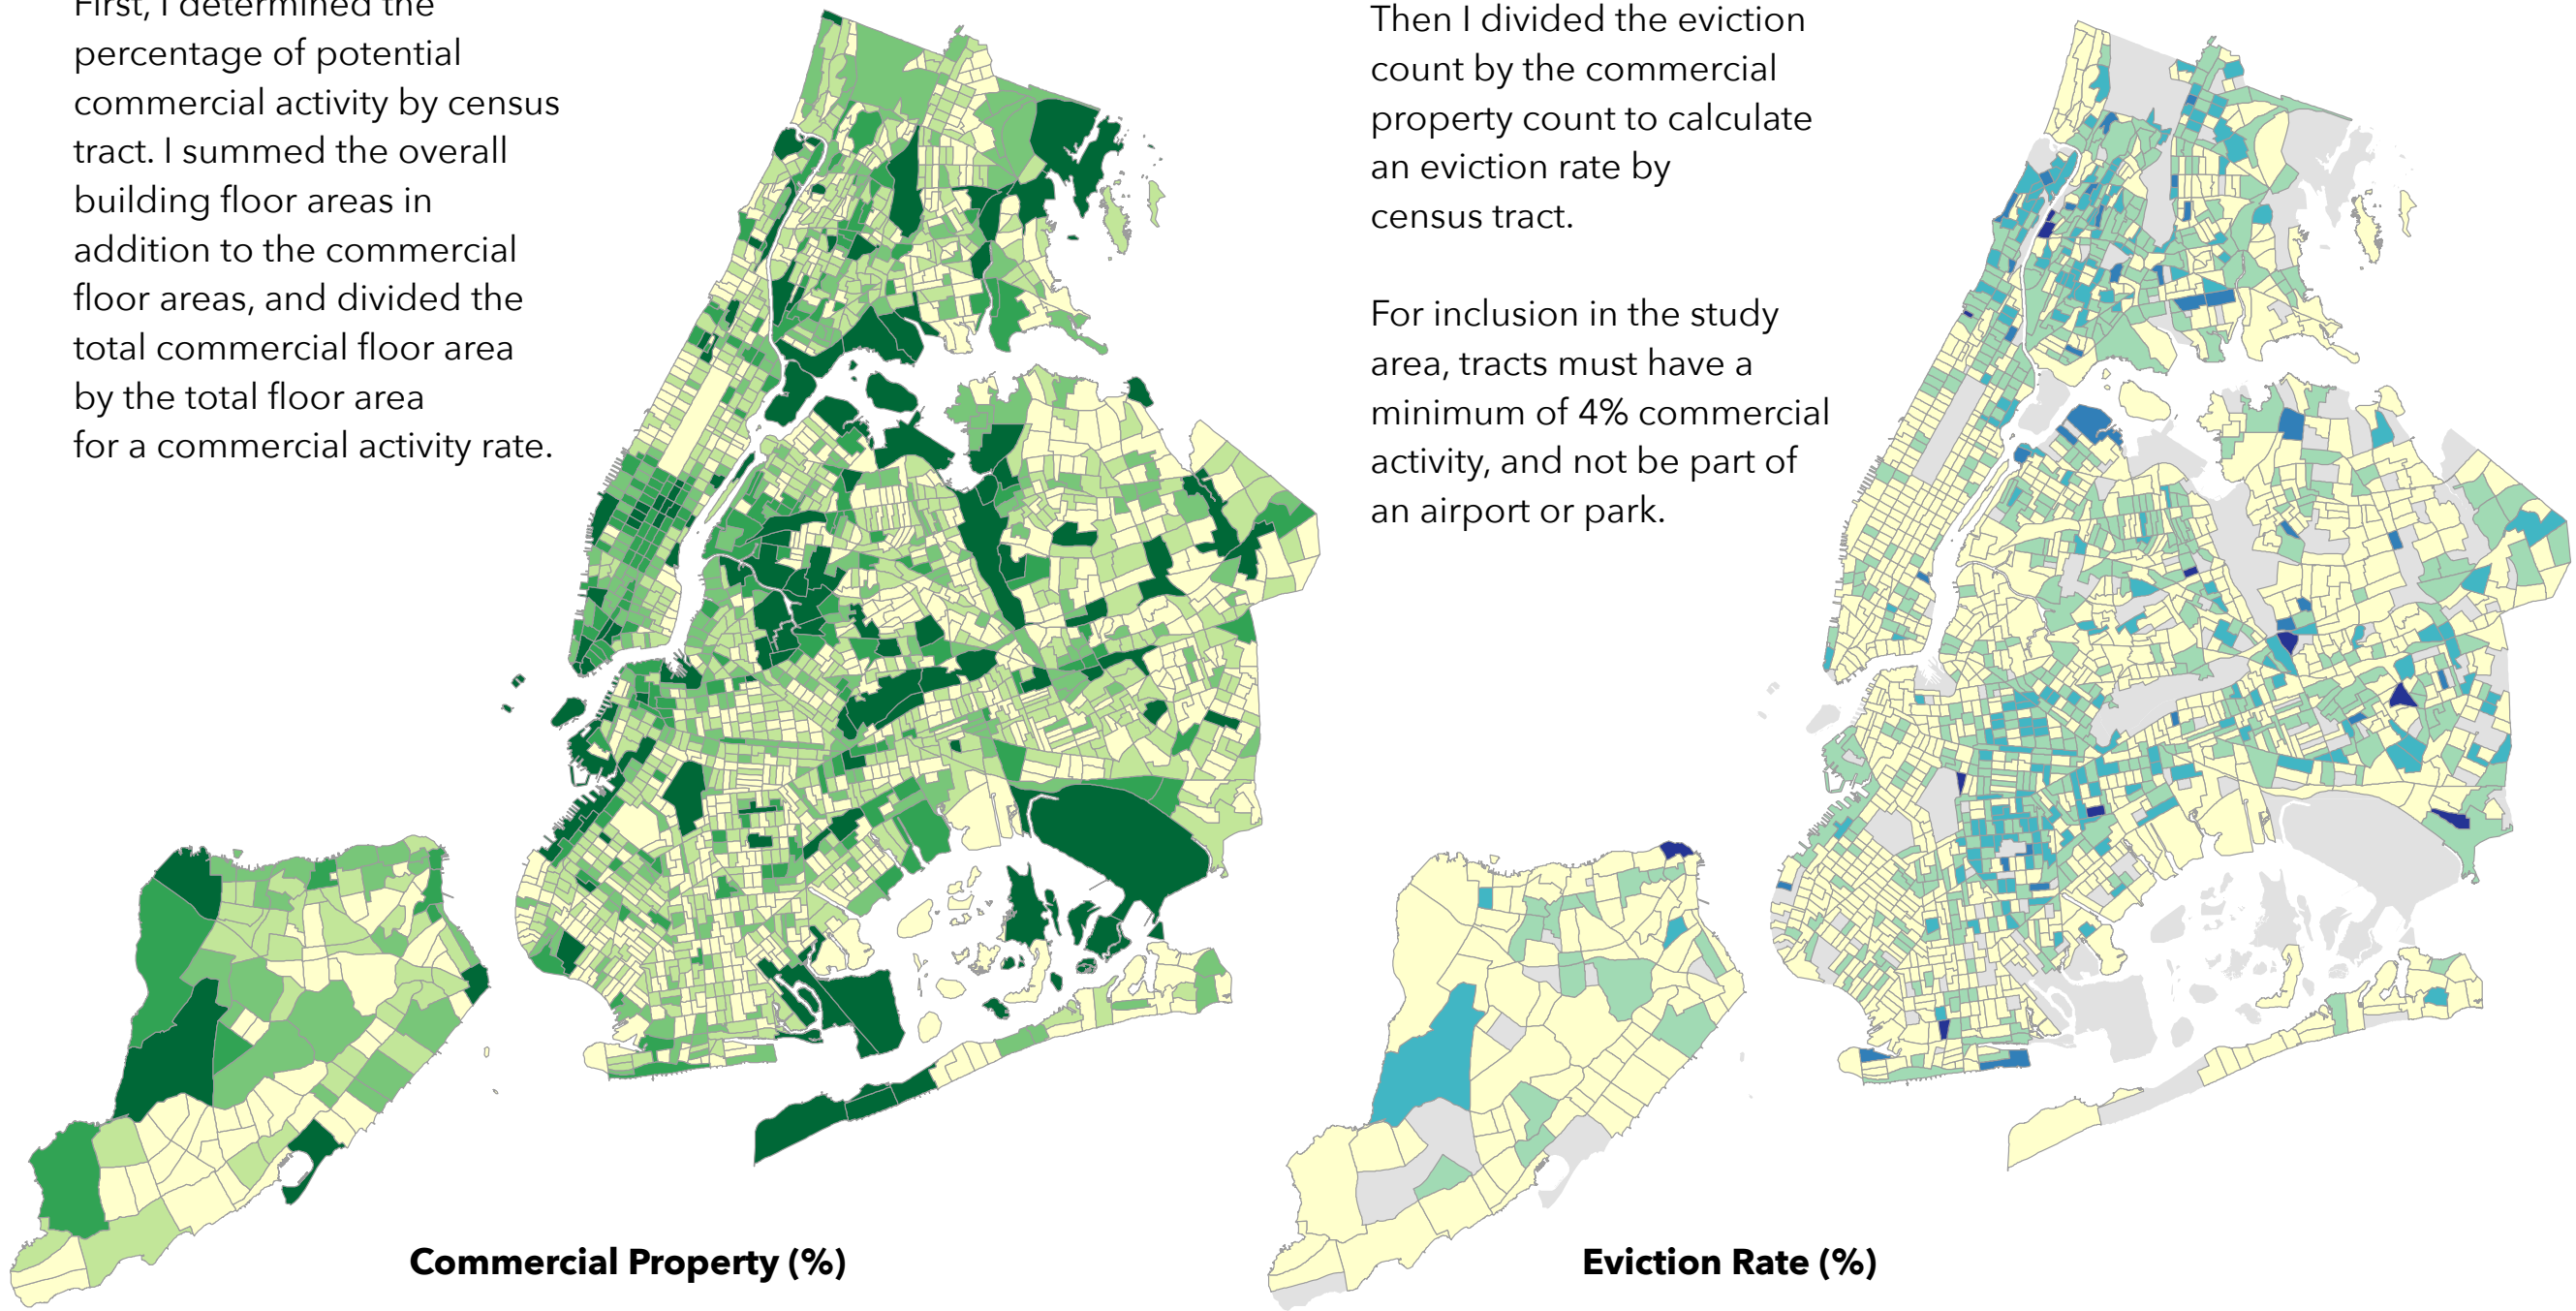 First, I determined the
percentage of potential
commercial activity by census
tract. I summed the overall
building floor areas in
addition to the commercial
floor areas, and divided the
total commercial floor area
by the total floor area
for a commercial activity rate.
Then I divided the eviction
count by the commercial
property count to calculate
an eviction rate by
census tract.
For inclusion in the study
area, tracts must have a
minimum of 4% commercial
activity, and not be part of
an airport or park.
Commercial Property (%)
Eviction Rate (%)